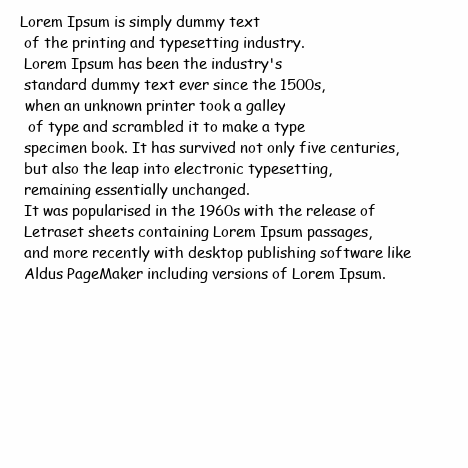 Lorem Ipsum is simply dummy text
of the printing and typesetting industry.
Lorem Ipsum has been the industry's
standard dummy text ever since the 1500s,
when an unknown printer took a galley
of type and scrambled it to make a type
specimen book. It has survived not only five centuries,
but also the leap into electronic typesetting,
remaining essentially unchanged.
It was popularised in the 1960s with the release of
Letraset sheets containing Lorem Ipsum passages,
and more recently with desktop publishing software like
Aldus PageMaker including versions of Lorem Ipsum.